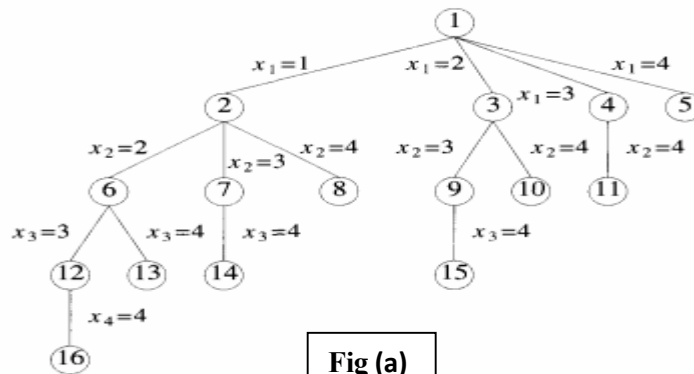 1
x1=1
x1=2
x1=3
x1=4
2
3
4
5
x2=2
x2=3
x2=4
x2=3
x2=4
x2=4
6
7
8
9
10
11
x3=3
x3=4
x3=4
x3=4
12
13
14
15
x4=4
16
Fig (a)